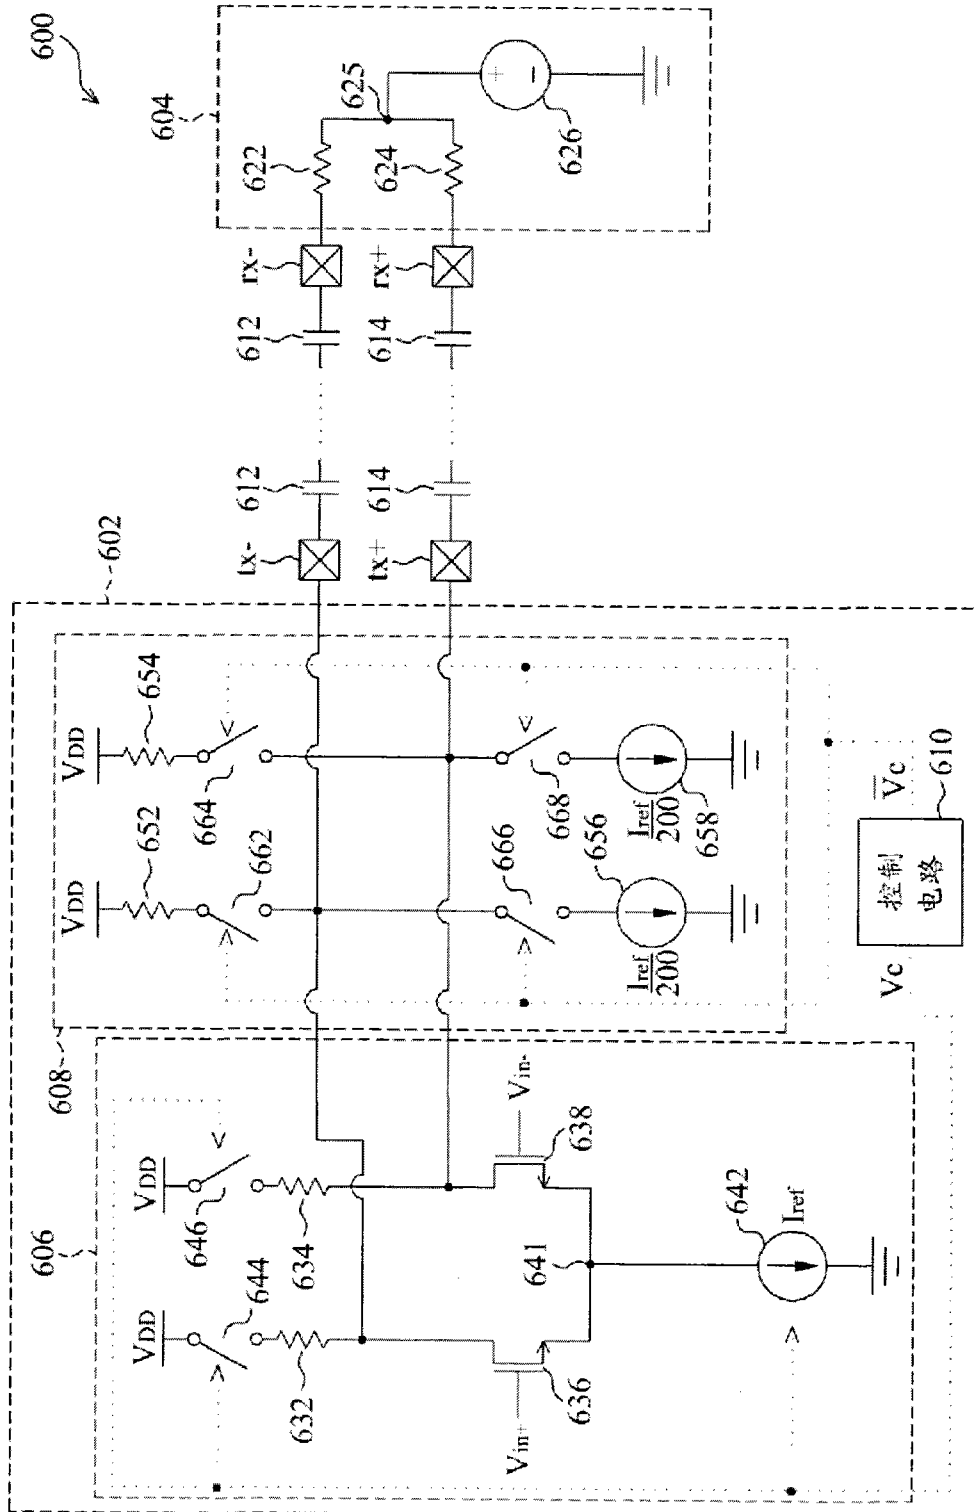 600
602
604
606
608
VDD
VDD
VDD
VDD
646
644
634
632
652
654
664
662
tx-
612
612
rx-
622
625
tx+
614
614
rx+
624
626
Vin+
636
641
638
Vin-
666
668
Iref
200
656
Iref
200
658
642
Iref
Vc
控制
电路
V̅c
610